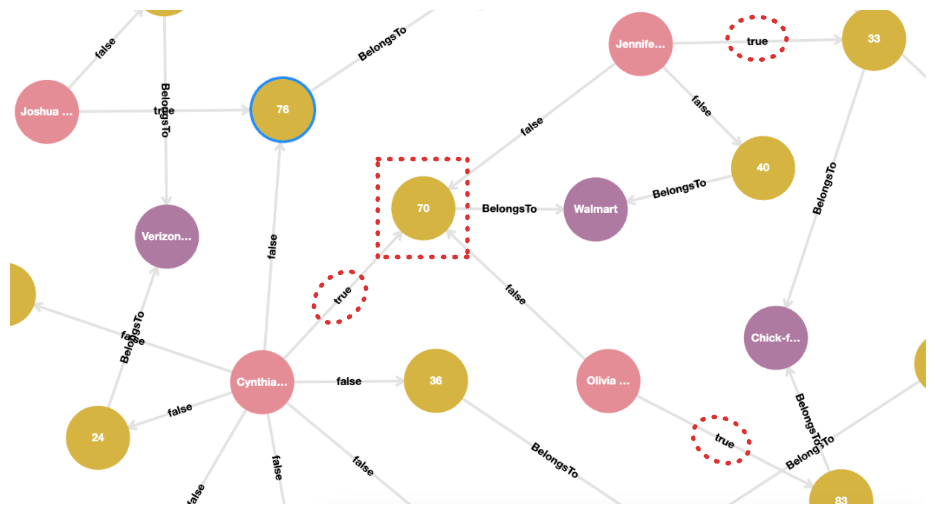 Jennife...
true
33
false
BelongsTo
Joshua ...
true
BelongsTo
76
false
false
40
BelongsTo
70
BelongsTo
Walmart
BelongsTo
Verizon...
false
true
false
false
BelongsTo
Chick-f...
Cynthia...
false
36
Olivia ...
false
24
true
BelongsTo
BelongsTo
BelongsTo
false
false
false
83